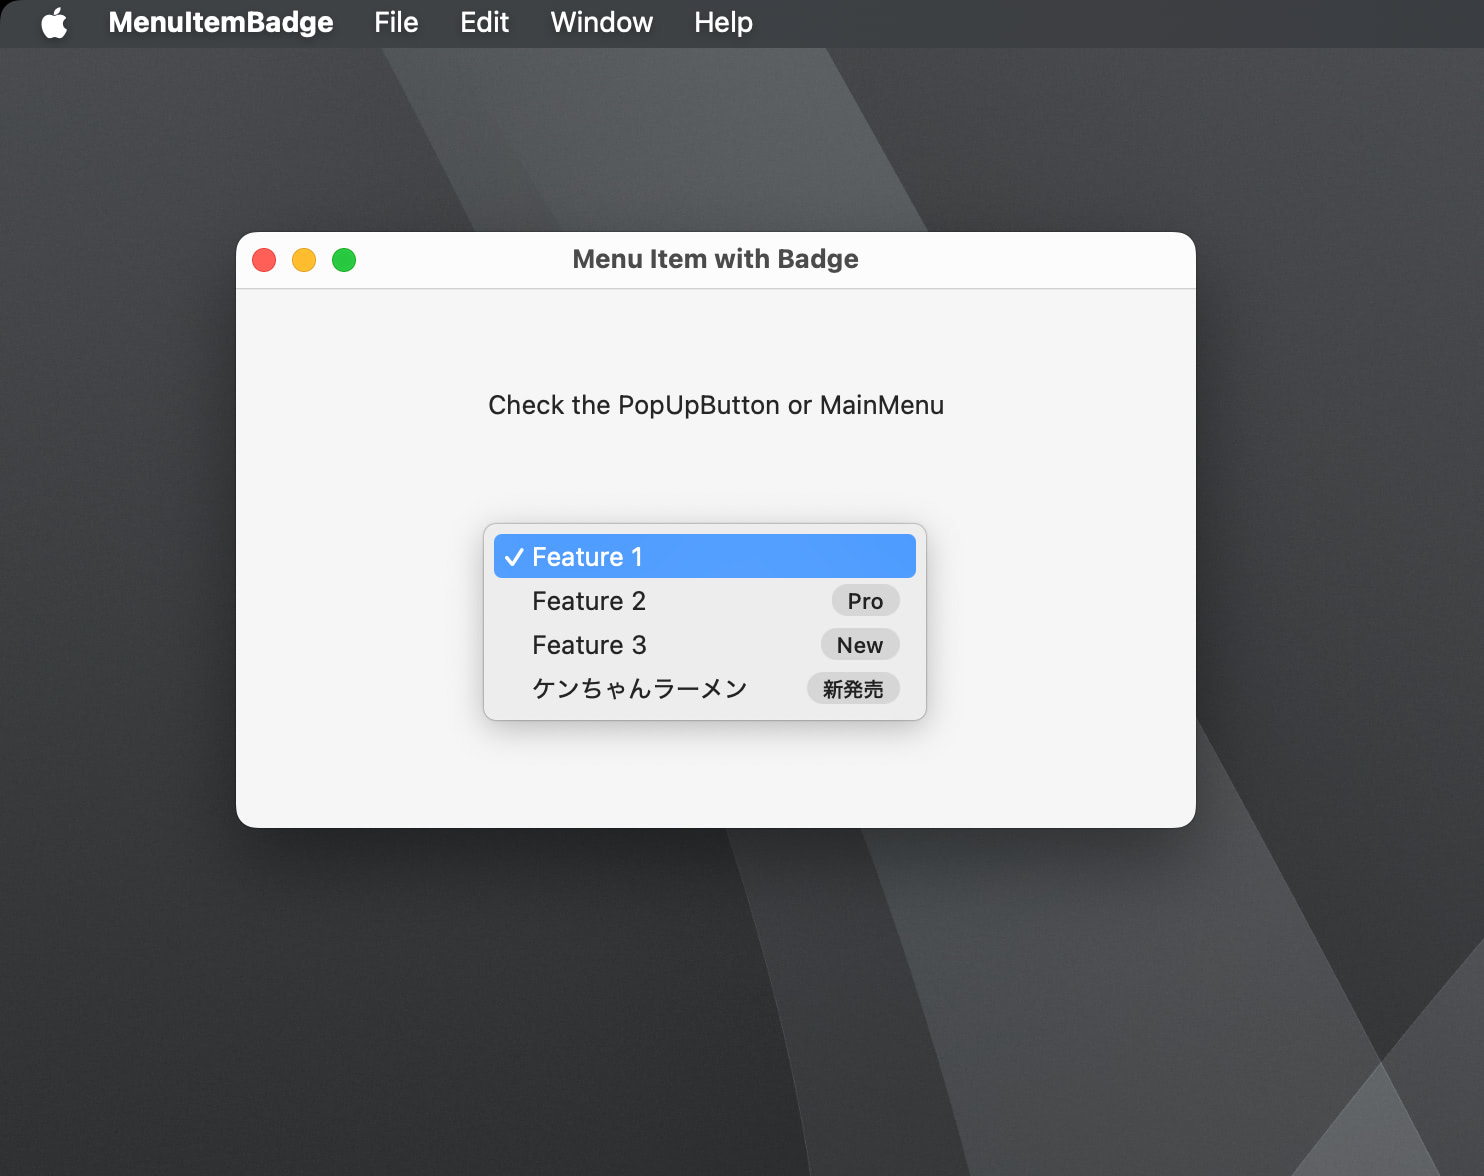 MenuItemBadge File Edit Window Help
Menu Item with Badge
Check the PopUpButton or MainMenu
✓ Feature 1
Feature 2 Pro
Feature 3 New
ケンちゃんラーメン 新発売